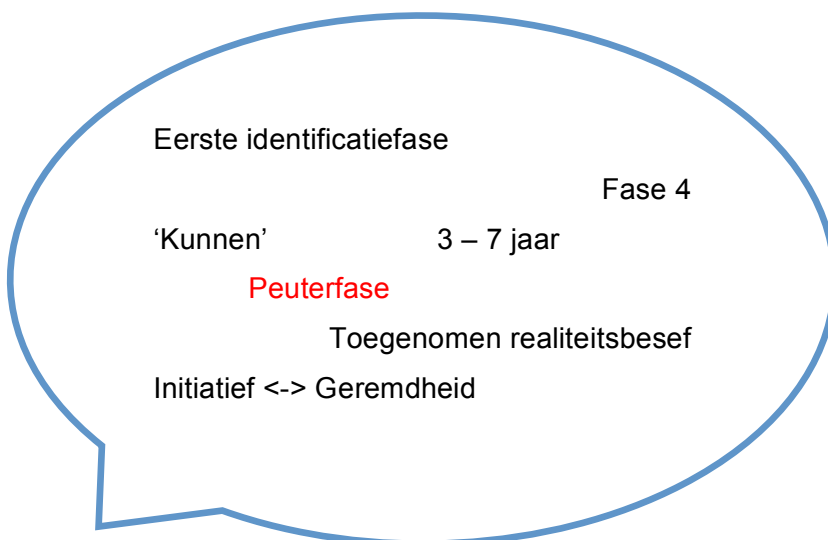 Eerste identificatiefase
Fase 4
‘Kunnen’ 3 – 7 jaar
Peuterfase
Toegenomen realiteitsbesef
Initiatief <-> Geremdheid